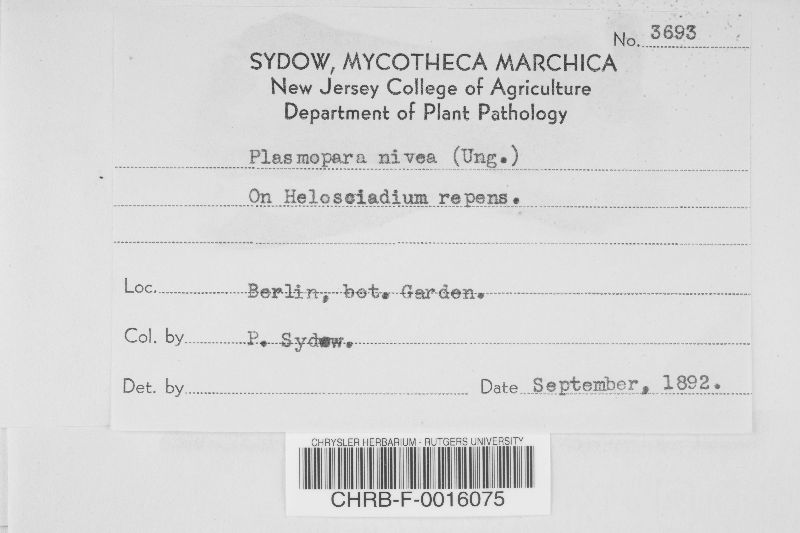 No. 3693
SYDOW, MYCOTHECA MARCHICA
New Jersey College of Agriculture
Department of Plant Pathology
Plasmopara nivea (Ung.)
On Helosciadium repens.
Loc. Berlin, bot. Garden.
Col. by P. Sydow.
Det. by Date September, 1892.
CHRYSLER HERBARIUM - RUTGERS UNIVERSITY
CHRB-F-0016075